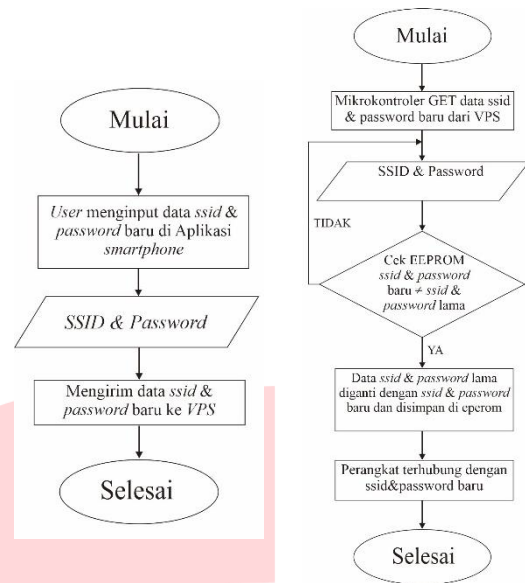 Mulai
User menginput data ssid &
password baru di Aplikasi
smartphone
SSID & Password
Mengirim data ssid &
password baru ke VPS
Selesai
Mulai
Mikrokontroler GET data ssid
& password baru dari VPS
SSID & Password
TIDAK
Cek EEPROM
ssid & password
baru ≠ ssid &
password lama
YA
Data ssid & password lama
diganti dengan ssid & password
baru dan disimpan di eperom
Perangkat terhubung dengan
ssid&password baru
Selesai